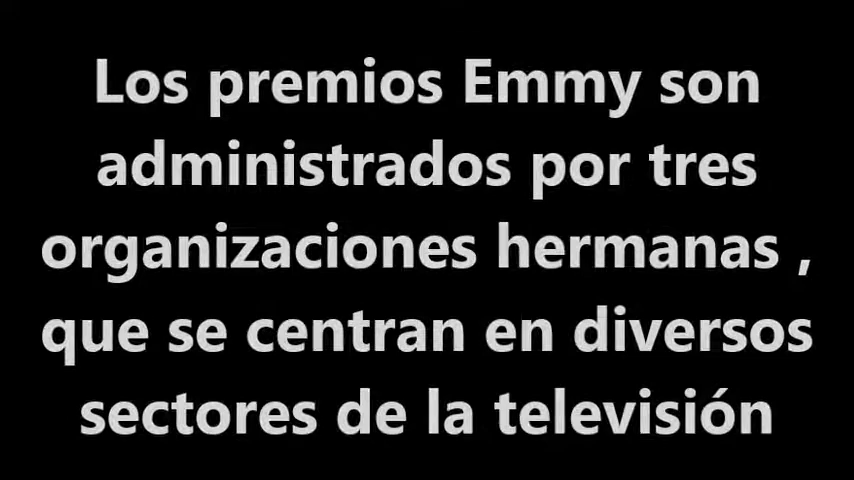 Los premios Emmy son
administrados por tres
organizaciones hermanas ,
que se centran en diversos
sectores de la televisión